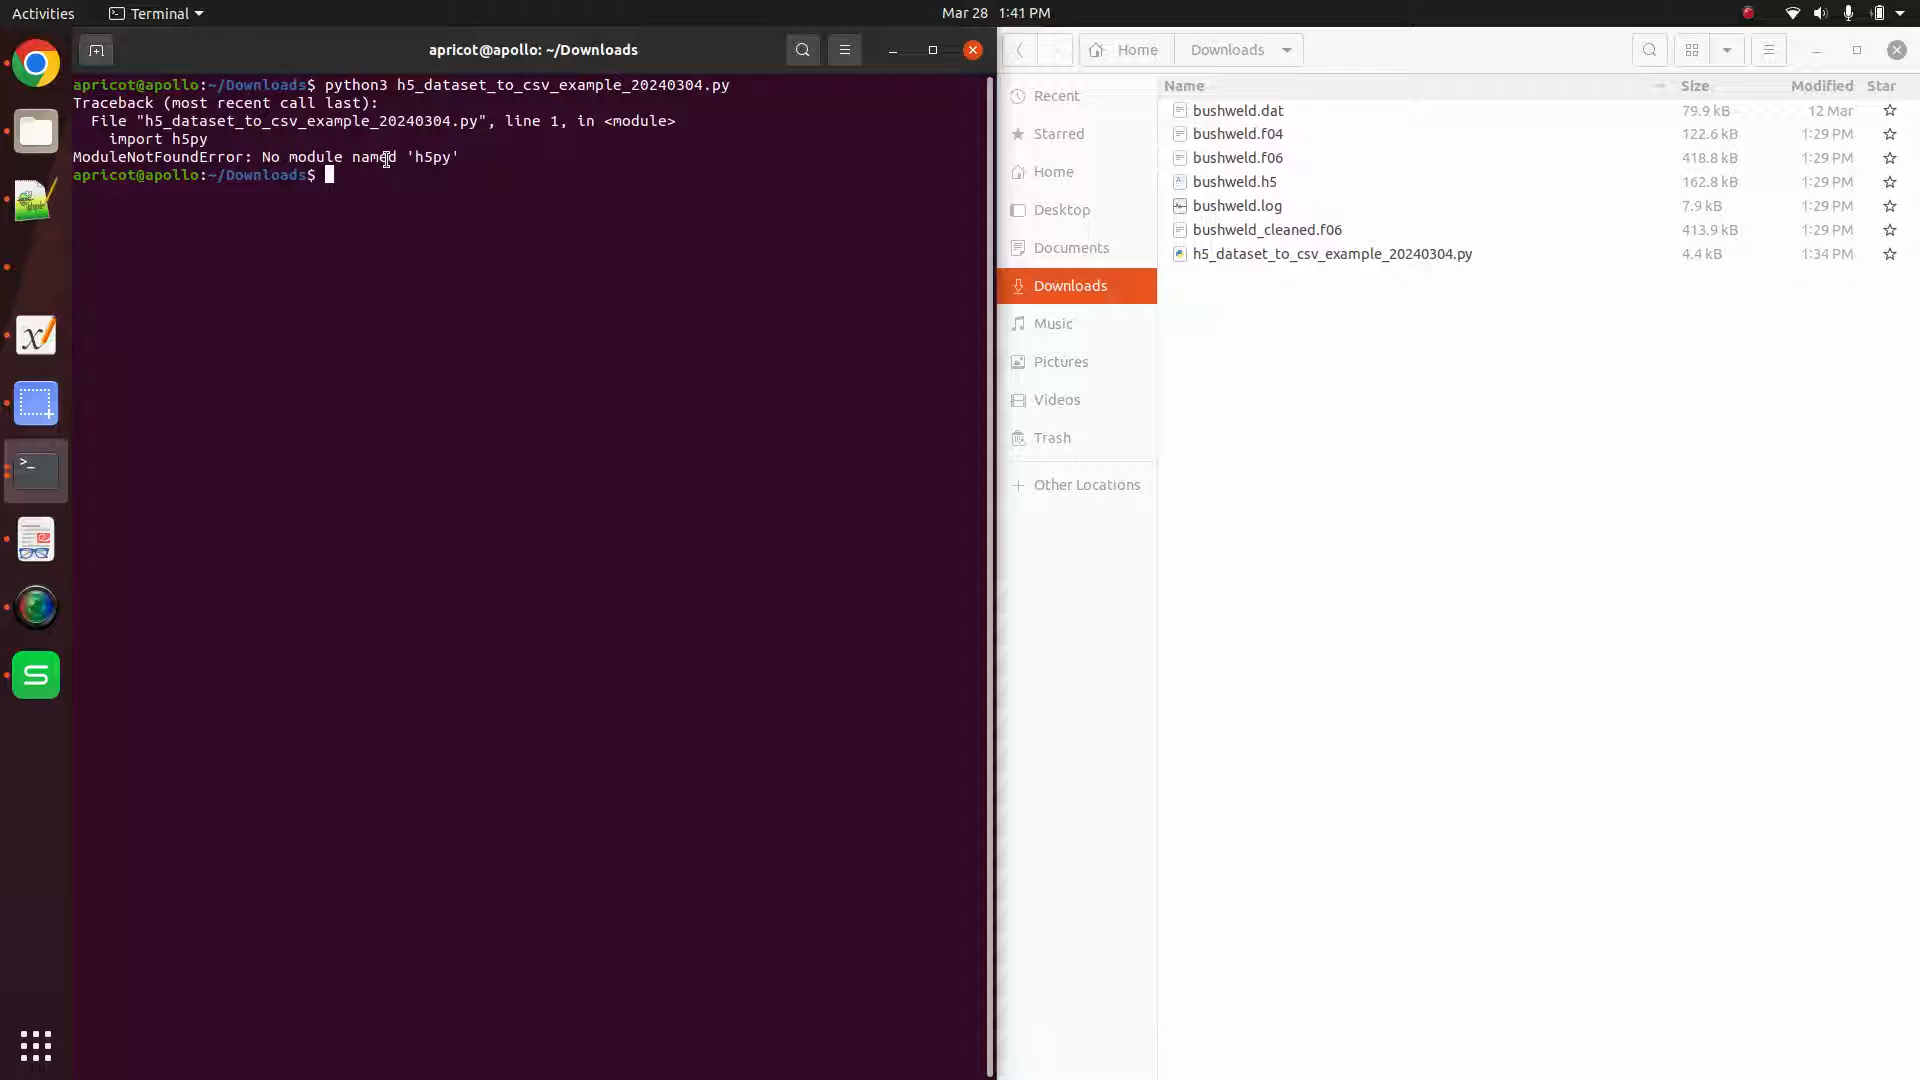 Activities Terminal Mar 28 1:41 PM
apricot@apollo: ~/Downloads
apricot@apollo:~/Downloads$ python3 h5_dataset_to_csv_example_20240304.py
Traceback (most recent call last):
  File "h5_dataset_to_csv_example_20240304.py", line 1, in <module>
    import h5py
ModuleNotFoundError: No module named 'h5py'
apricot@apollo:~/Downloads$
Home Downloads
Recent
Starred
Home
Desktop
Documents
Downloads
Music
Pictures
Videos
Trash
+ Other Locations
Name Size Modified Star
bushweld.dat 79.9 kB 12 Mar
bushweld.f04 122.6 kB 1:29 PM
bushweld.f06 418.8 kB 1:29 PM
bushweld.h5 162.8 kB 1:29 PM
bushweld.log 7.9 kB 1:29 PM
bushweld_cleaned.f06 413.9 kB 1:29 PM
h5_dataset_to_csv_example_20240304.py 4.4 kB 1:34 PM